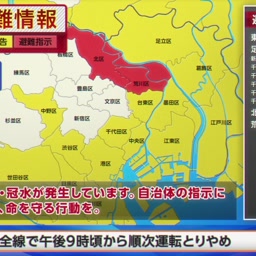 難情報
告 避難指示
足立区
板橋区
北区
練馬区
荒川区
葛飾区
豊島区
文京区
台東区
墨田区
中野区
杉並区
新宿区
千代田区
江戸川区
渋谷区
中央区
江東区
港区
・冠水が発生しています。自治体の指示に
、命を守る行動を。
全線で午後9時頃から順次運転とりやめ